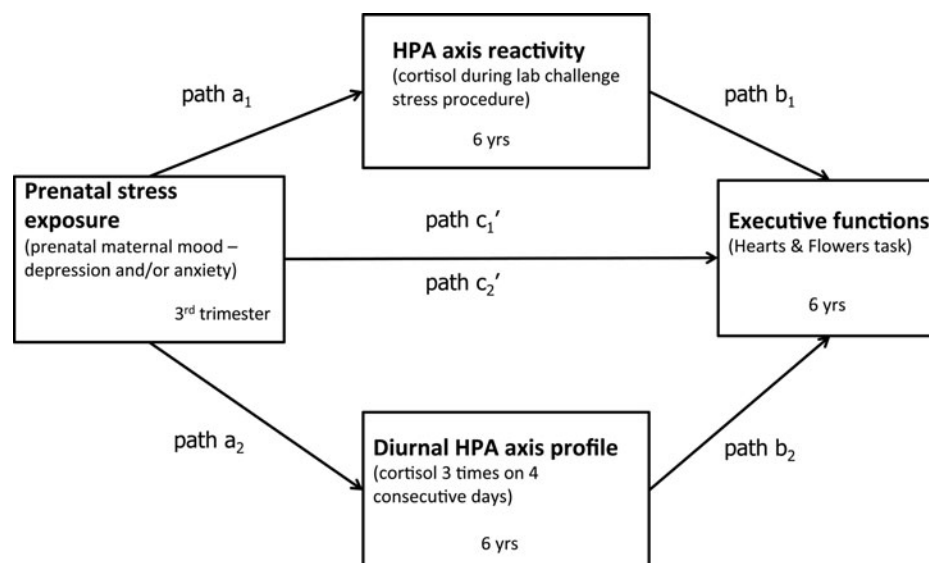 HPA axis reactivity
(cortisol during lab challenge
stress procedure)
6 yrs
path a₁
path b₁
Prenatal stress
exposure
(prenatal maternal mood –
depression and/or anxiety)
3rd trimester
path c₁′
path c₂′
Executive functions
(Hearts & Flowers task)
6 yrs
path a₂
path b₂
Diurnal HPA axis profile
(cortisol 3 times on 4
consecutive days)
6 yrs